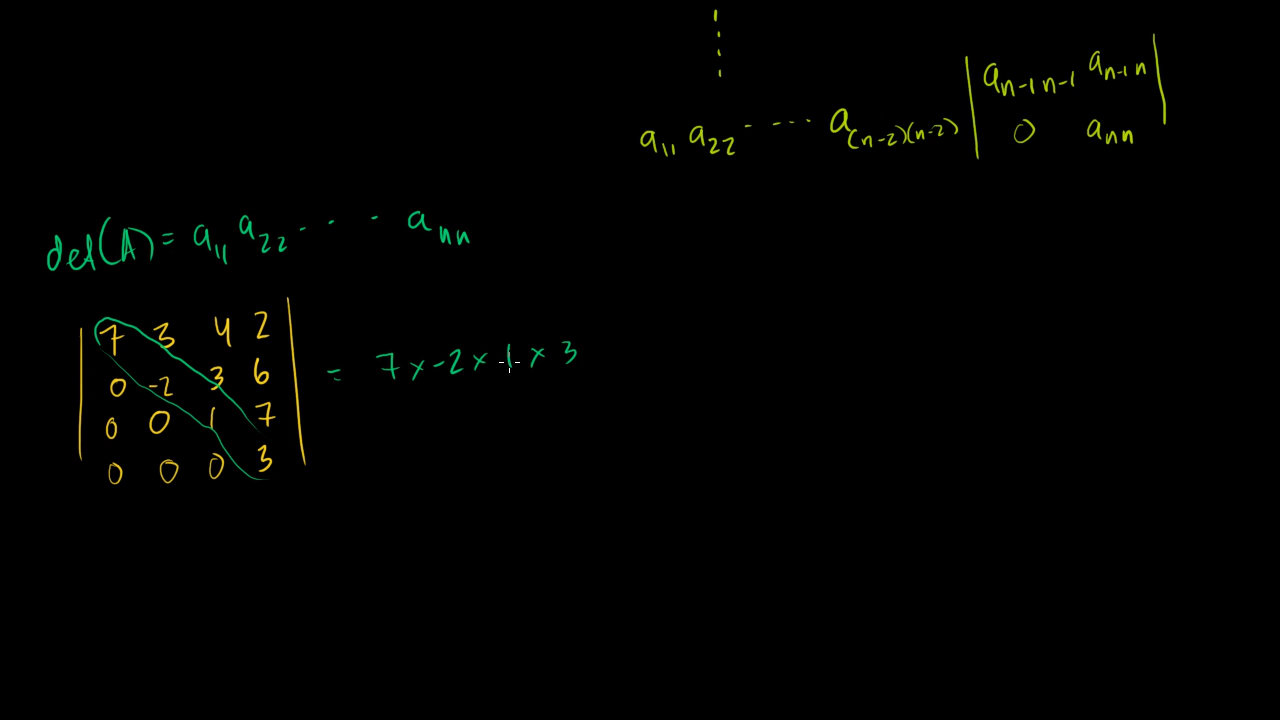 a₁₁ a₂₂ · ---- a₍ₙ₋₂₎₍ₙ₋₂₎ | aₙ₋₁ ₙ₋₁ aₙ₋₁ ₙ |
| 0 aₙₙ |
det(A) = a₁₁ a₂₂ · · · aₙₙ
| 7 3 4 2 |
| 0 -2 3 6 | = 7 × -2 × 1 × 3
| 0 0 1 7 |
| 0 0 0 3 |